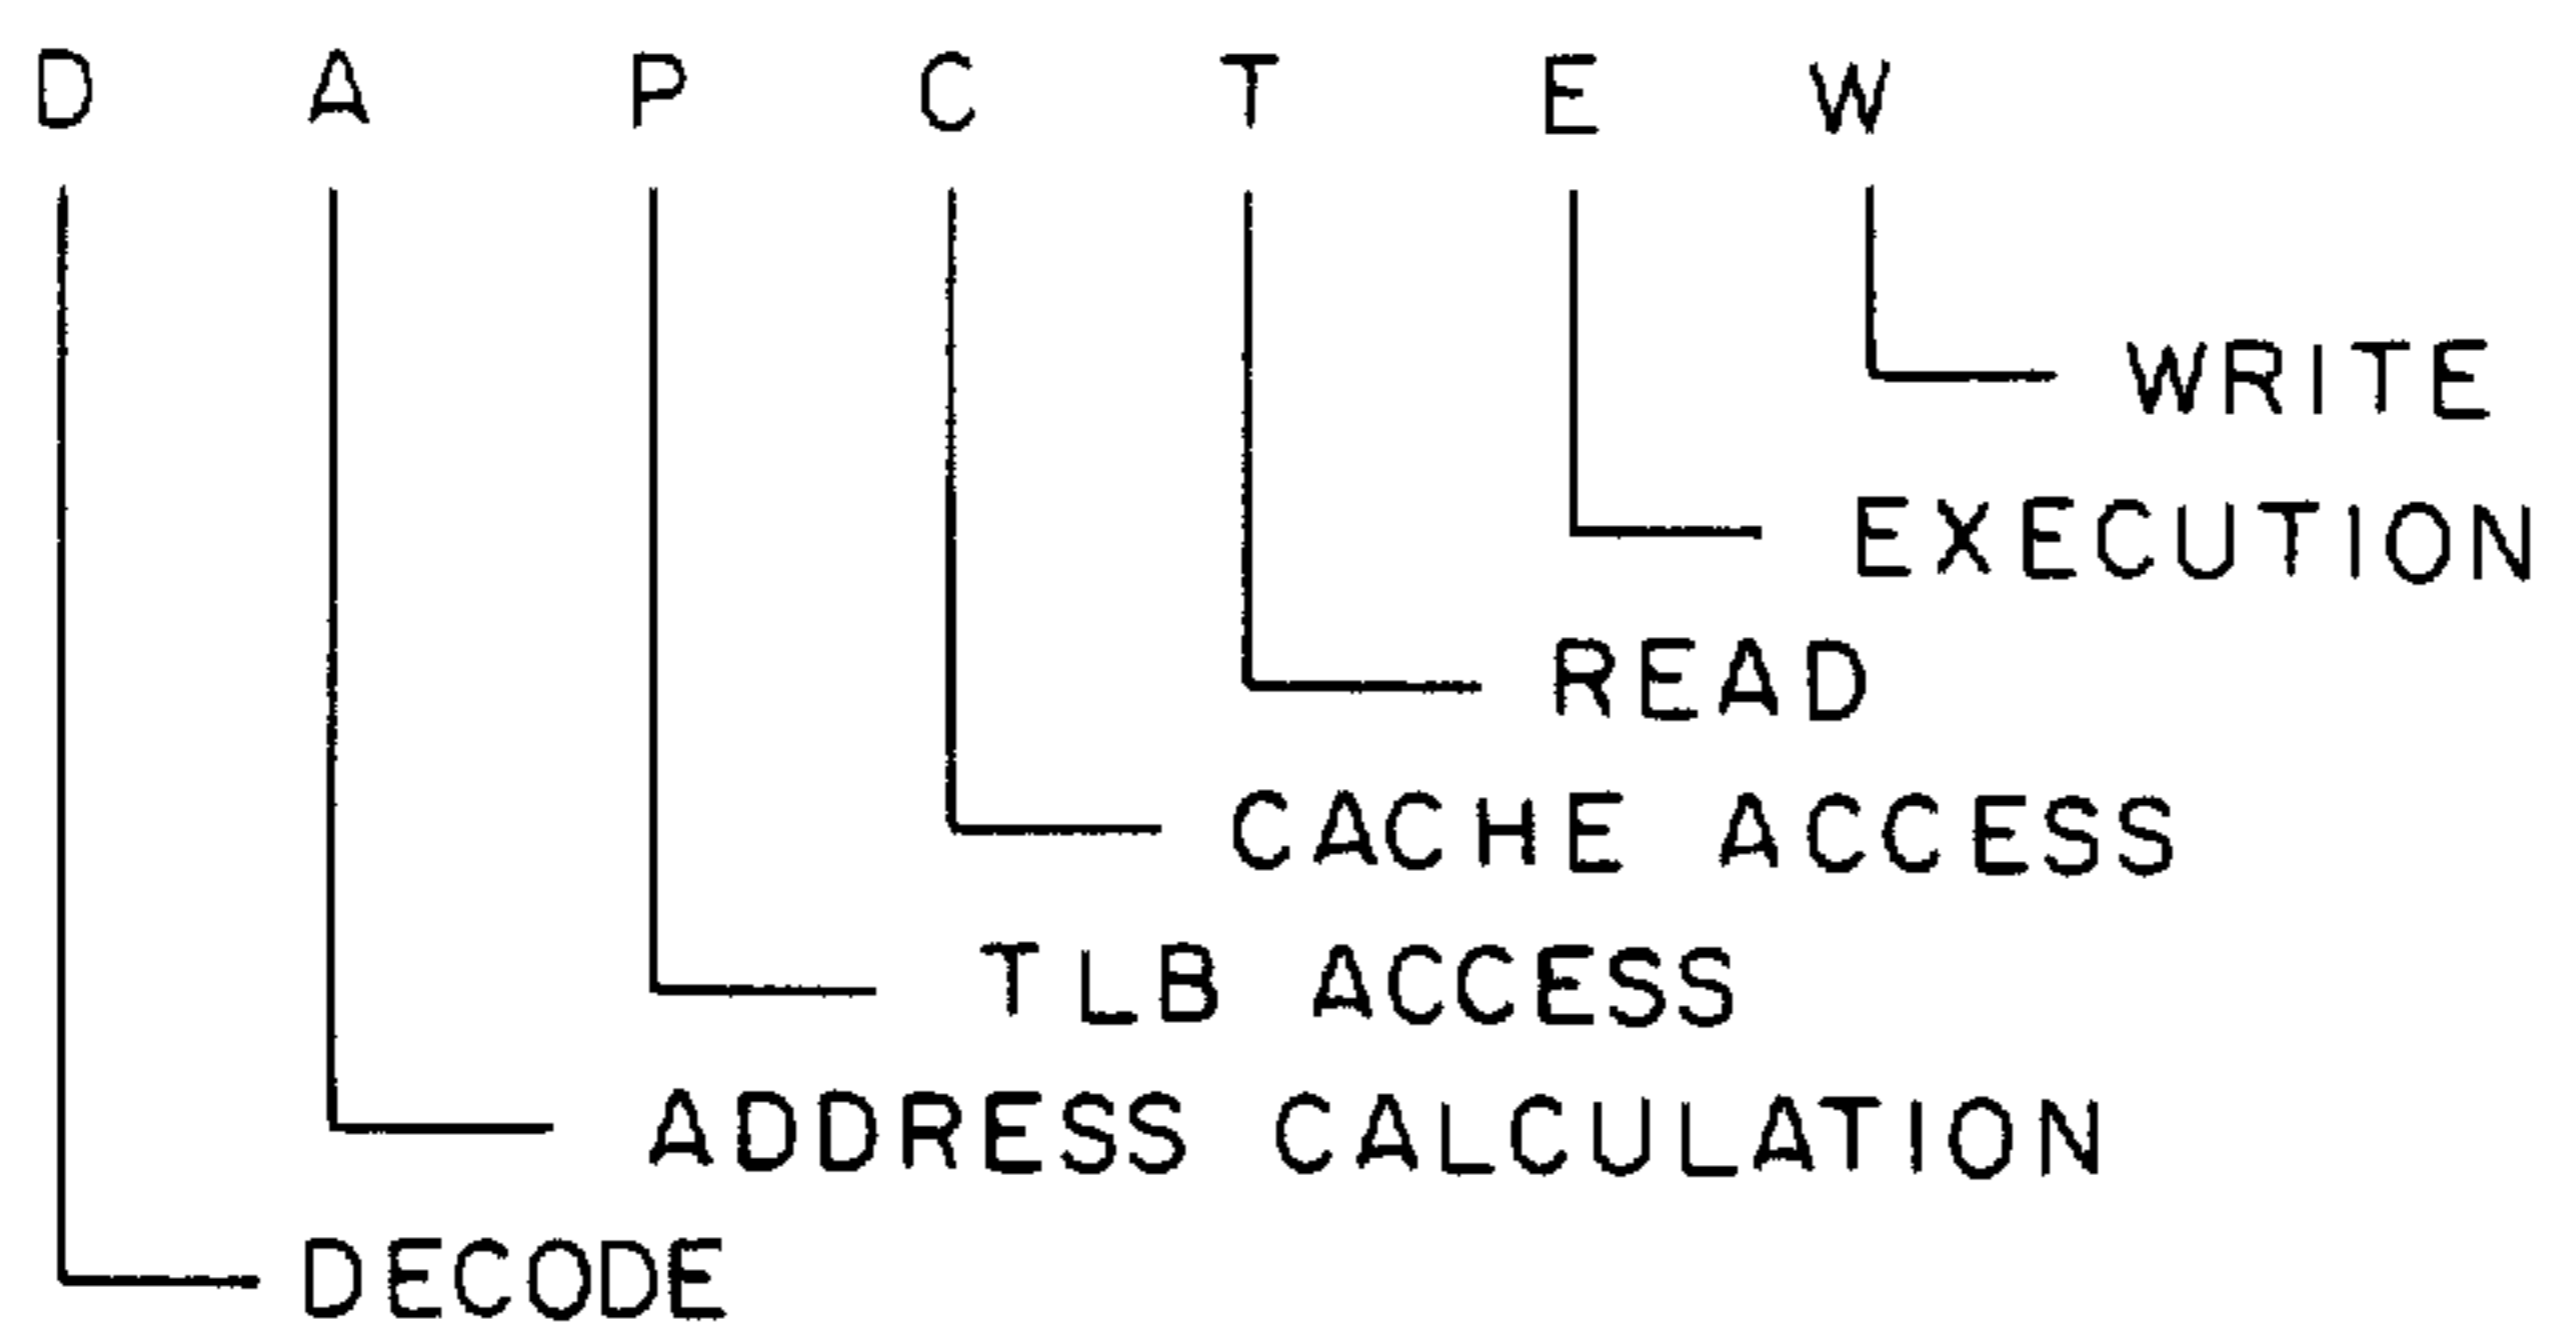 D A P C T E W
WRITE
EXECUTION
READ
CACHE ACCESS
TLB ACCESS
ADDRESS CALCULATION
DECODE